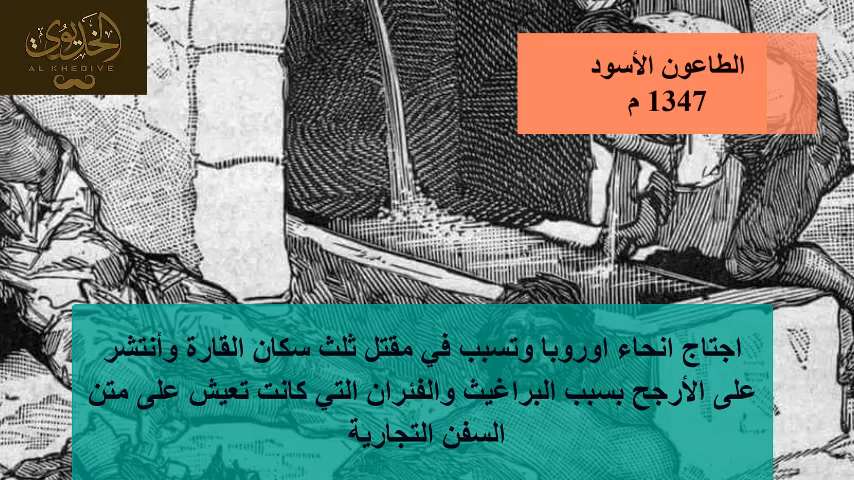 الخديوي
AL KHEDIVE
الطاعون الأسود
1347 م
اجتاح انحاء اوروبا وتسبب في مقتل ثلث سكان القارة وأنتشر
على الأرجح بسبب البراغيث والفئران التي كانت تعيش على متن
السفن التجارية